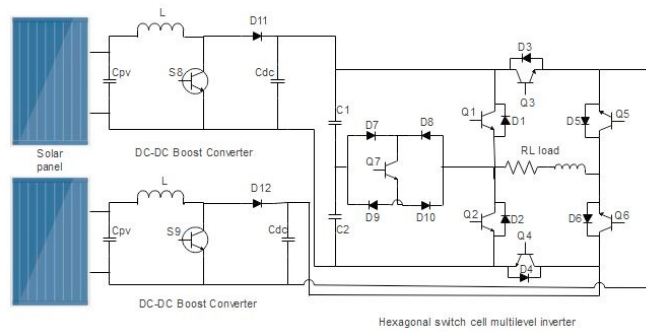 L
D11
D3
Cpv
S8
Cdc
Q3
C1
Q1
D1
D5
Q5
D7
D8
RL load
Solar
panel
DC-DC Boost Converter
Q7
L
D12
C2
D9
D10
Q2
D2
D6
Q6
Q4
Cpv
S9
Cdc
D4
DC-DC Boost Converter
Hexagonal switch cell multilevel inverter